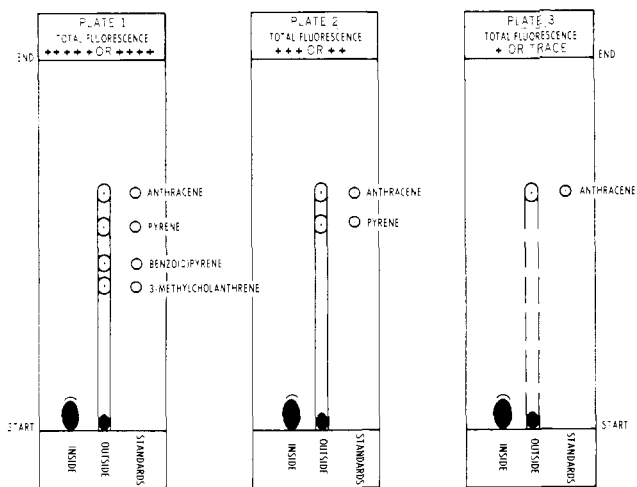 PLATE 1
TOTAL FLUORESCENCE
+++++ OR ++++
PLATE 2
TOTAL FLUORESCENCE
+++ OR ++
PLATE 3
TOTAL FLUORESCENCE
+ OR TRACE
END
END
ANTHRACENE
PYRENE
BENZO(a)PYRENE
3-METHYLCHOLANTHRENE
ANTHRACENE
PYRENE
ANTHRACENE
START
START
INSIDE
OUTSIDE
STANDARDS
INSIDE
OUTSIDE
STANDARDS
INSIDE
OUTSIDE
STANDARDS